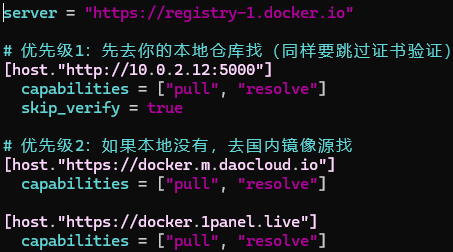 server = "https://registry-1.docker.io"
# 优先级1：先去你的本地仓库找（同样要跳过证书验证）
[host."http://10.0.2.12:5000"]
  capabilities = ["pull", "resolve"]
  skip_verify = true
# 优先级2：如果本地没有，去国内镜像源找
[host."https://docker.m.daocloud.io"]
  capabilities = ["pull", "resolve"]
[host."https://docker.1panel.live"]
  capabilities = ["pull", "resolve"]